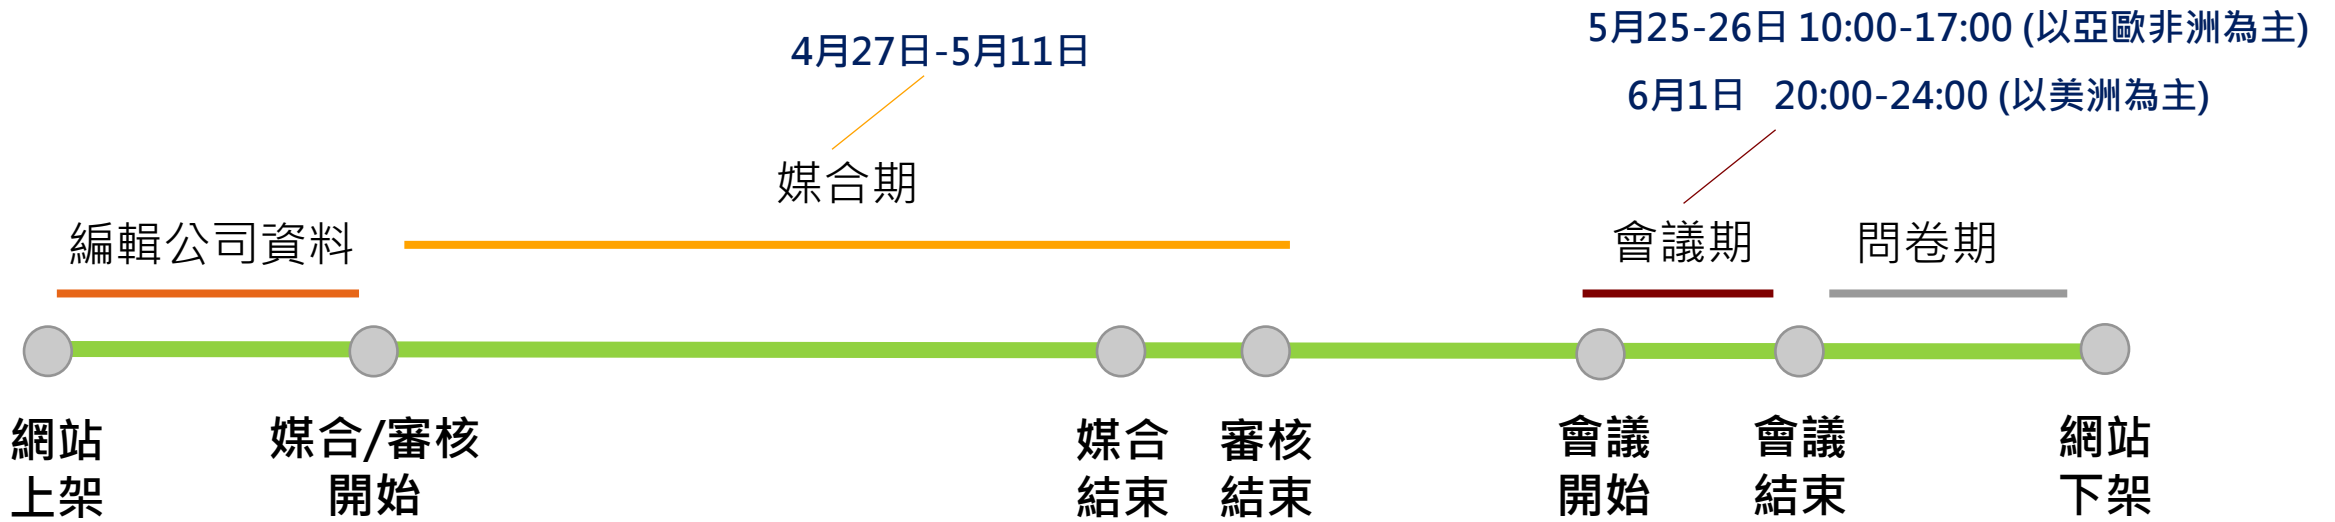 5月25-26日 10:00-17:00 (以亞歐非洲為主)
4月27日-5月11日
6月1日 20:00-24:00 (以美洲為主)
媒合期
編輯公司資料
會議期
問卷期
網站
上架
媒合/審核
開始
媒合
結束
審核
結束
會議
開始
會議
結束
網站
下架